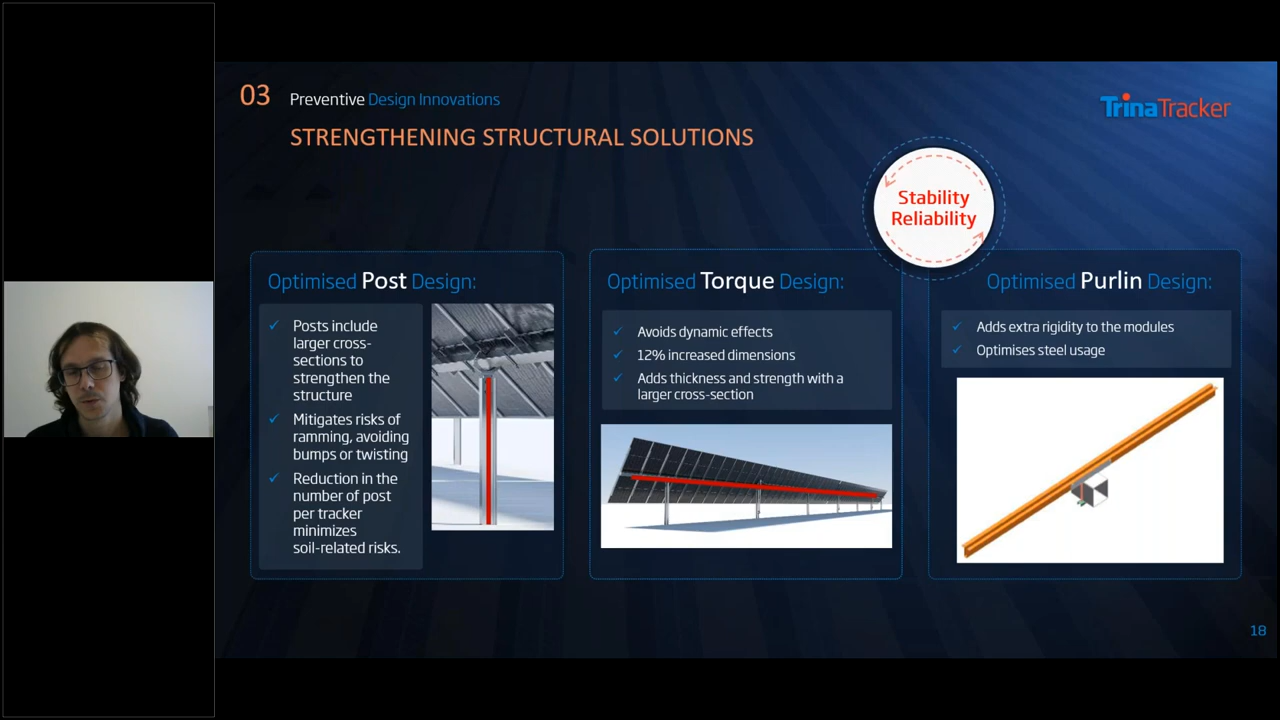 03 Preventive Design Innovations
TrinaTracker
STRENGTHENING STRUCTURAL SOLUTIONS
Stability
Reliability
Optimised Post Design:
Posts include
larger cross-
sections to
strengthen the
structure
Mitigates risks of
ramming, avoiding
bumps or twisting
Reduction in the
number of post
per tracker
minimizes
soil-related risks.
Optimised Torque Design:
Avoids dynamic effects
12% increased dimensions
Adds thickness and strength with a
larger cross-section
Optimised Purlin Design:
Adds extra rigidity to the modules
Optimises steel usage
18